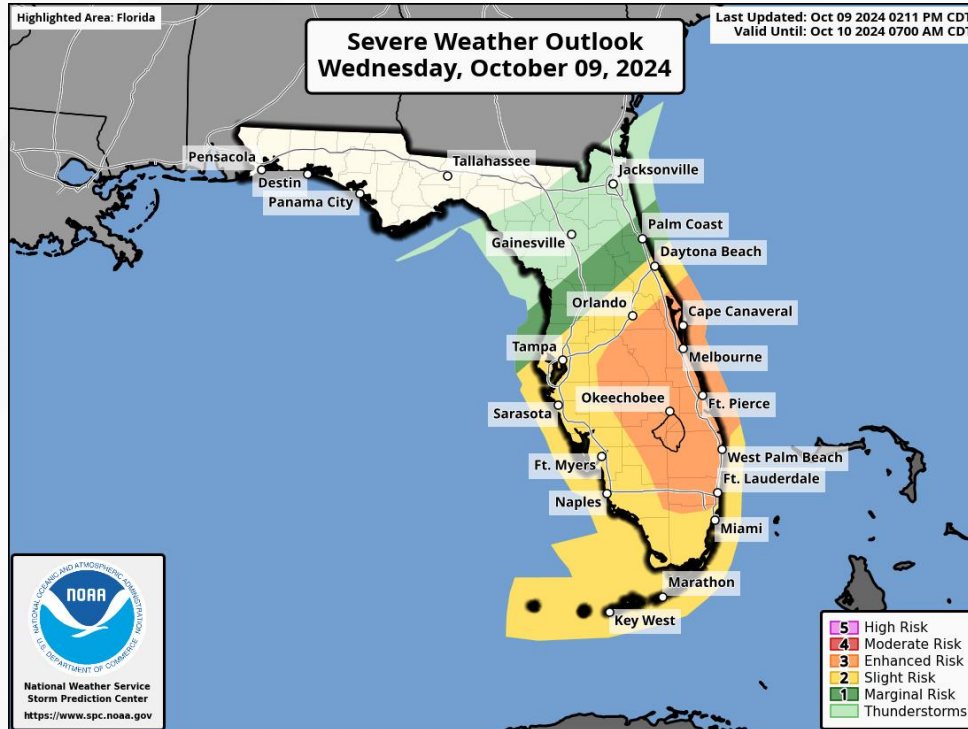 Highlighted Area: Florida
Last Updated: Oct 09 2024 0211 PM CDT
Valid Until: Oct 10 2024 0700 AM CDT
Severe Weather Outlook
Wednesday, October 09, 2024
Pensacola
Tallahassee
Destin
Jacksonville
Panama City
Palm Coast
Gainesville
Daytona Beach
Orlando
Cape Canaveral
Tampa
Melbourne
Okeechobee
Ft. Pierce
Sarasota
West Palm Beach
Ft. Myers
Ft. Lauderdale
Naples
Miami
Marathon
Key West
NATIONAL OCEANIC AND ATMOSPHERIC ADMINISTRATION
NOAA
U.S. DEPARTMENT OF COMMERCE
National Weather Service
Storm Prediction Center
https://www.spc.noaa.gov
5 High Risk
4 Moderate Risk
3 Enhanced Risk
2 Slight Risk
1 Marginal Risk
Thunderstorms